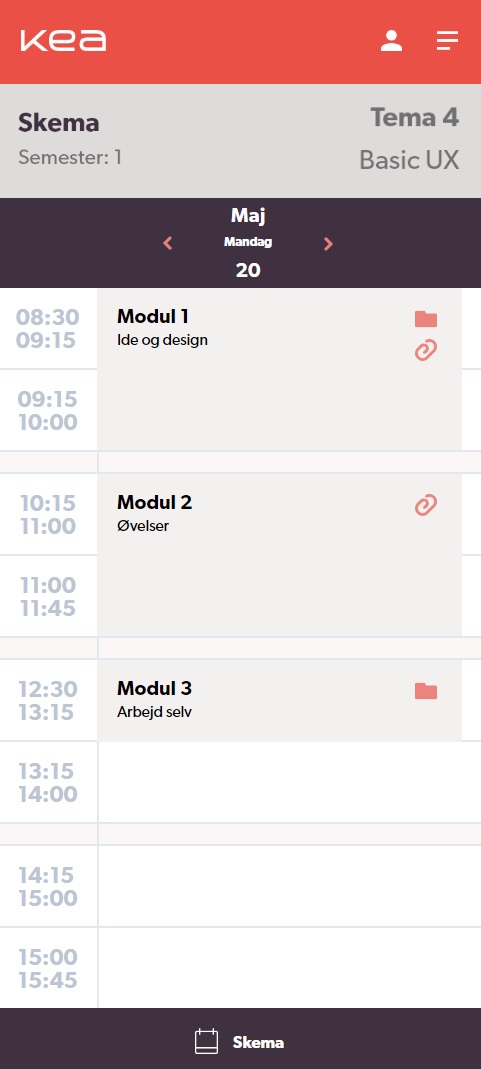 kea
Skema
Tema 4
Semester: 1
Basic UX
Maj
Mandag
20
08:30
09:15
Modul 1
Ide og design
09:15
10:00
10:15
11:00
Modul 2
Øvelser
11:00
11:45
12:30
13:15
Modul 3
Arbejd selv
13:15
14:00
14:15
15:00
15:00
15:45
Skema